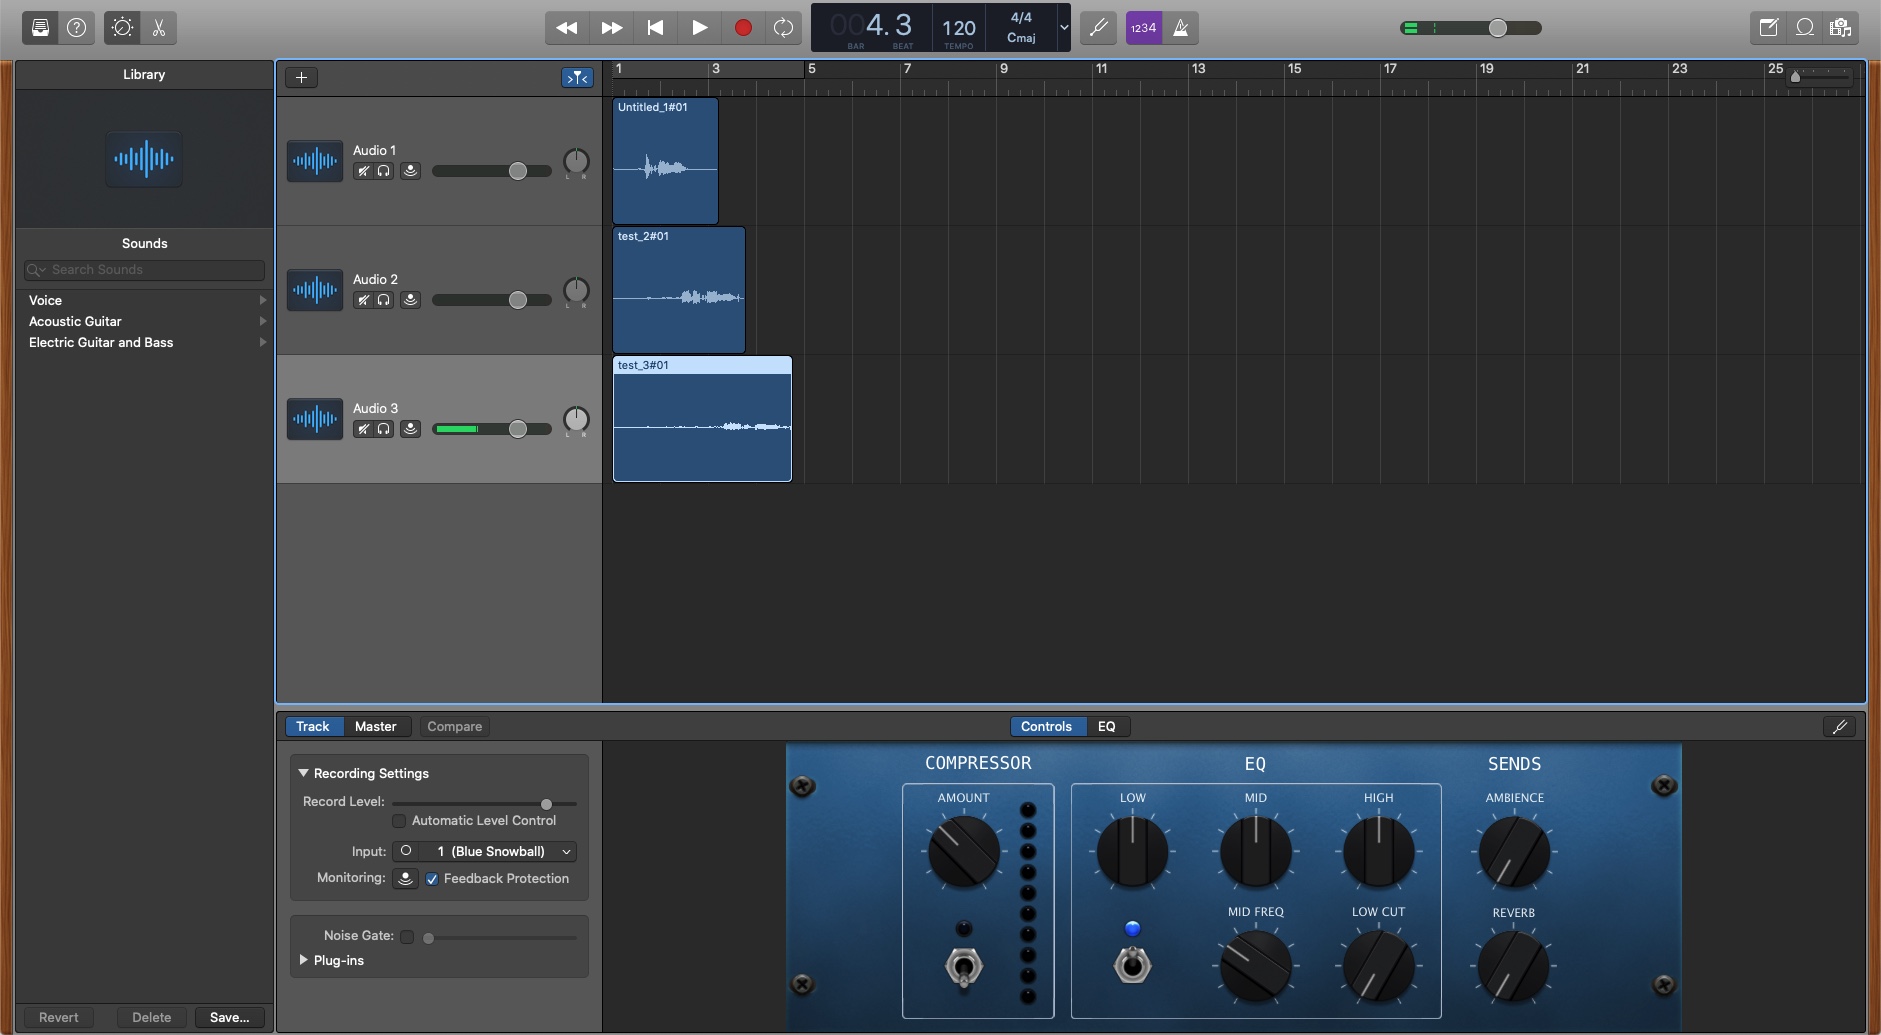 004.3
BAR BEAT
120
TEMPO
4/4
Cmaj
1234
Library
Sounds
Search Sounds
Voice
Acoustic Guitar
Electric Guitar and Bass
Revert Delete Save...
1 3 5 7 9 11 13 15 17 19 21 23 25
Audio 1
L R
Untitled_1#01
Audio 2
L R
test_2#01
Audio 3
L R
test_3#01
Track Master Compare
Controls EQ
Recording Settings
Record Level:
Automatic Level Control
Input: 1 (Blue Snowball)
Monitoring: Feedback Protection
Noise Gate:
Plug-ins
COMPRESSOR EQ SENDS
AMOUNT LOW MID HIGH AMBIENCE
MID FREQ LOW CUT REVERB